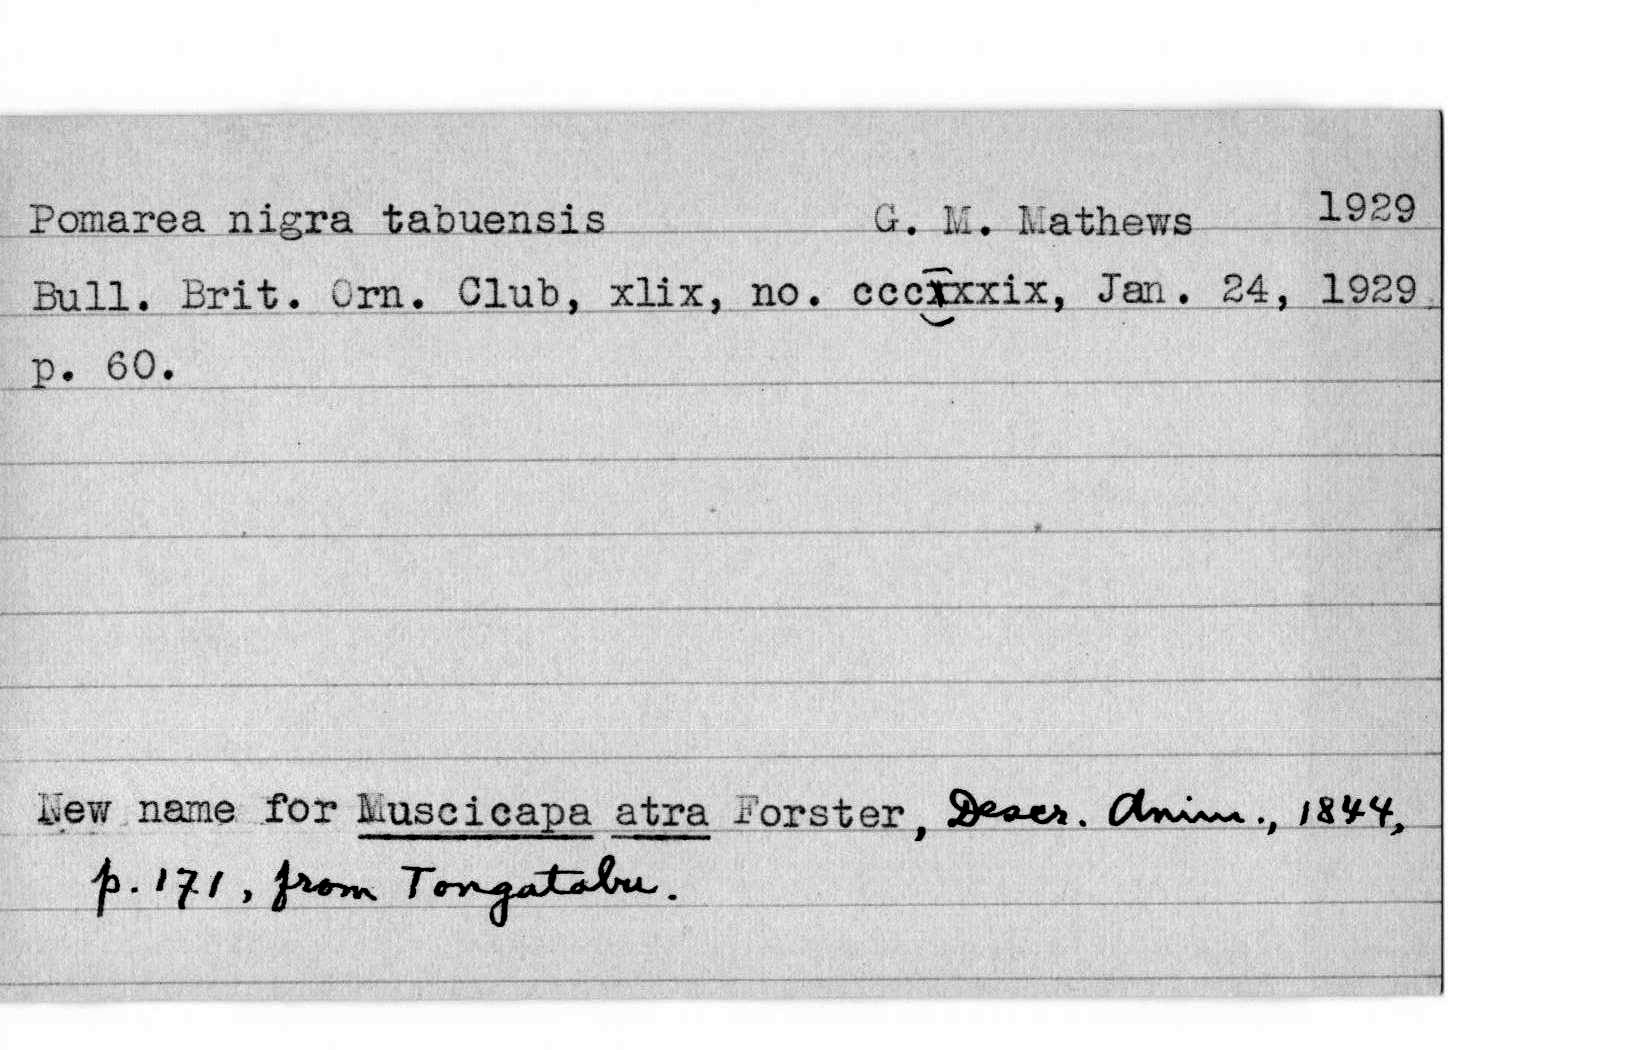 Pomarea nigra tabuensis G. M. Mathews 1929
Bull. Brit. Orn. Club, xlix, no. cccxxxix, Jan. 24, 1929,
p. 60.
New name for Muscicapa atra Forster, Descr. Anim., 1844,
p. 171, from Tongatabu.